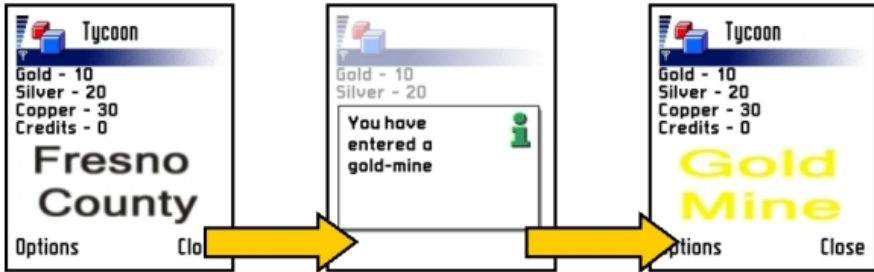 Tycoon
Gold - 10
Silver - 20
Copper - 30
Credits - 0
Fresno
County
Options Clo
Gold - 10
Silver - 20
You have
entered a
gold-mine
Tycoon
Gold - 10
Silver - 20
Copper - 30
Credits - 0
Gold
Mine
ptions Close